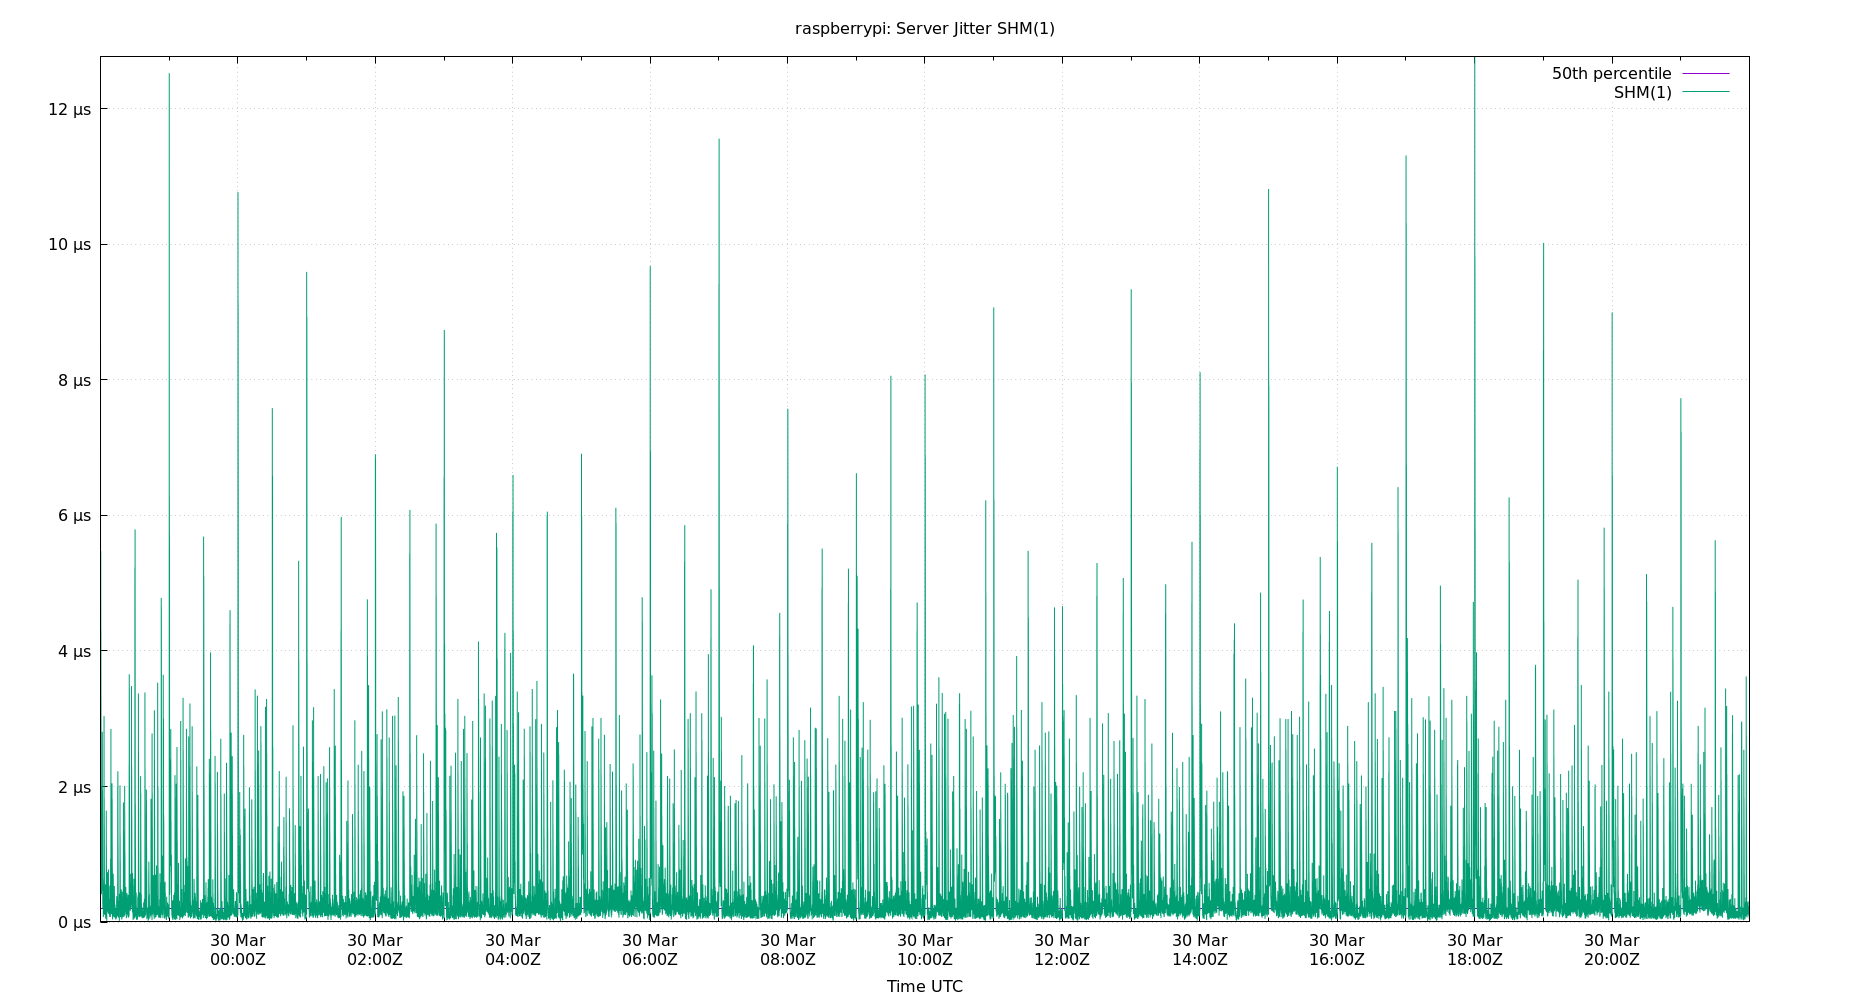 raspberrypi: Server Jitter SHM(1)
50th percentile
SHM(1)
12 µs
10 µs
8 µs
6 µs
4 µs
2 µs
0 µs
30 Mar 00:00Z
30 Mar 02:00Z
30 Mar 04:00Z
30 Mar 06:00Z
30 Mar 08:00Z
30 Mar 10:00Z
30 Mar 12:00Z
30 Mar 14:00Z
30 Mar 16:00Z
30 Mar 18:00Z
30 Mar 20:00Z
Time UTC